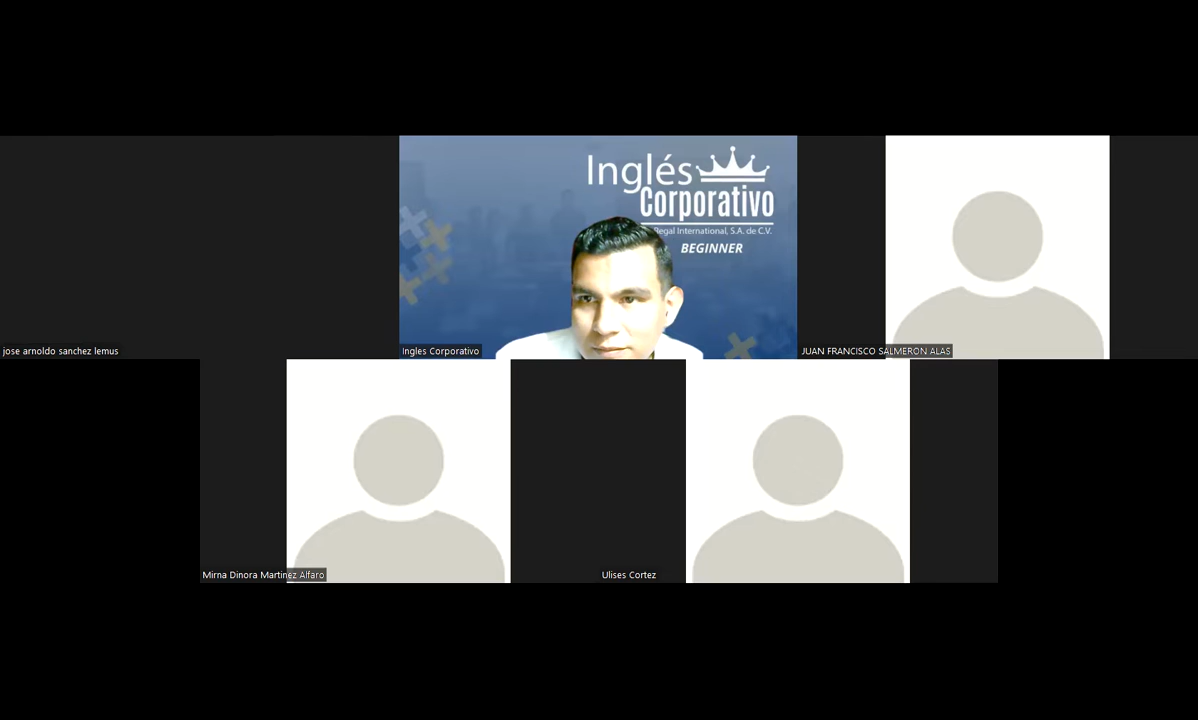 Inglés
Corporativo
Regal International, S.A. de C.V.
BEGINNER
jose arnoldo sanchez lemus
Ingles Corporativo
JUAN FRANCISCO SALMERON ALAS
Mirna Dinora Martinez Alfaro
Ulises Cortez